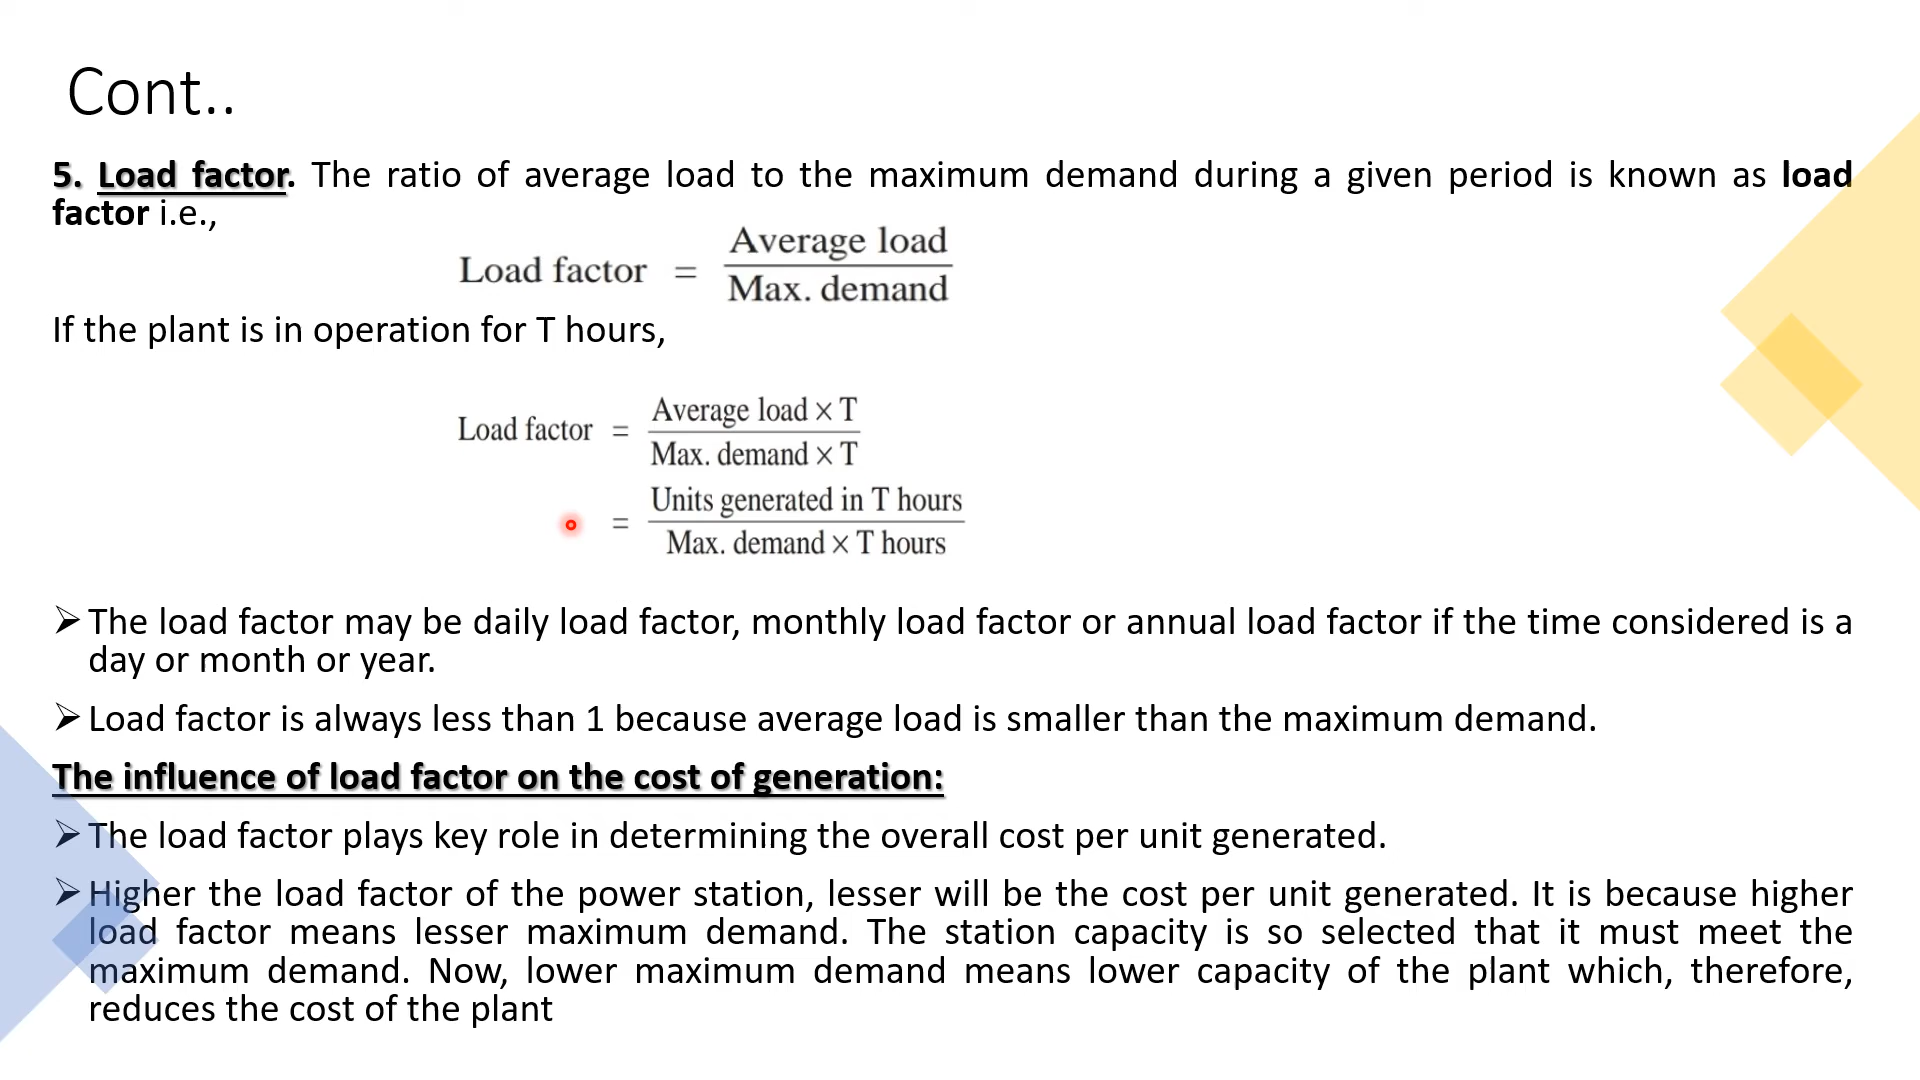 Cont..
5. Load factor. The ratio of average load to the maximum demand during a given period is known as load
factor i.e.,
Load factor = Average load
Max. demand
If the plant is in operation for T hours,
Load factor = Average load × T
Max. demand × T
= Units generated in T hours
Max. demand × T hours
➢ The load factor may be daily load factor, monthly load factor or annual load factor if the time considered is a
day or month or year.
➢ Load factor is always less than 1 because average load is smaller than the maximum demand.
The influence of load factor on the cost of generation:
➢ The load factor plays key role in determining the overall cost per unit generated.
➢ Higher the load factor of the power station, lesser will be the cost per unit generated. It is because higher
load factor means lesser maximum demand. The station capacity is so selected that it must meet the
maximum demand. Now, lower maximum demand means lower capacity of the plant which, therefore,
reduces the cost of the plant